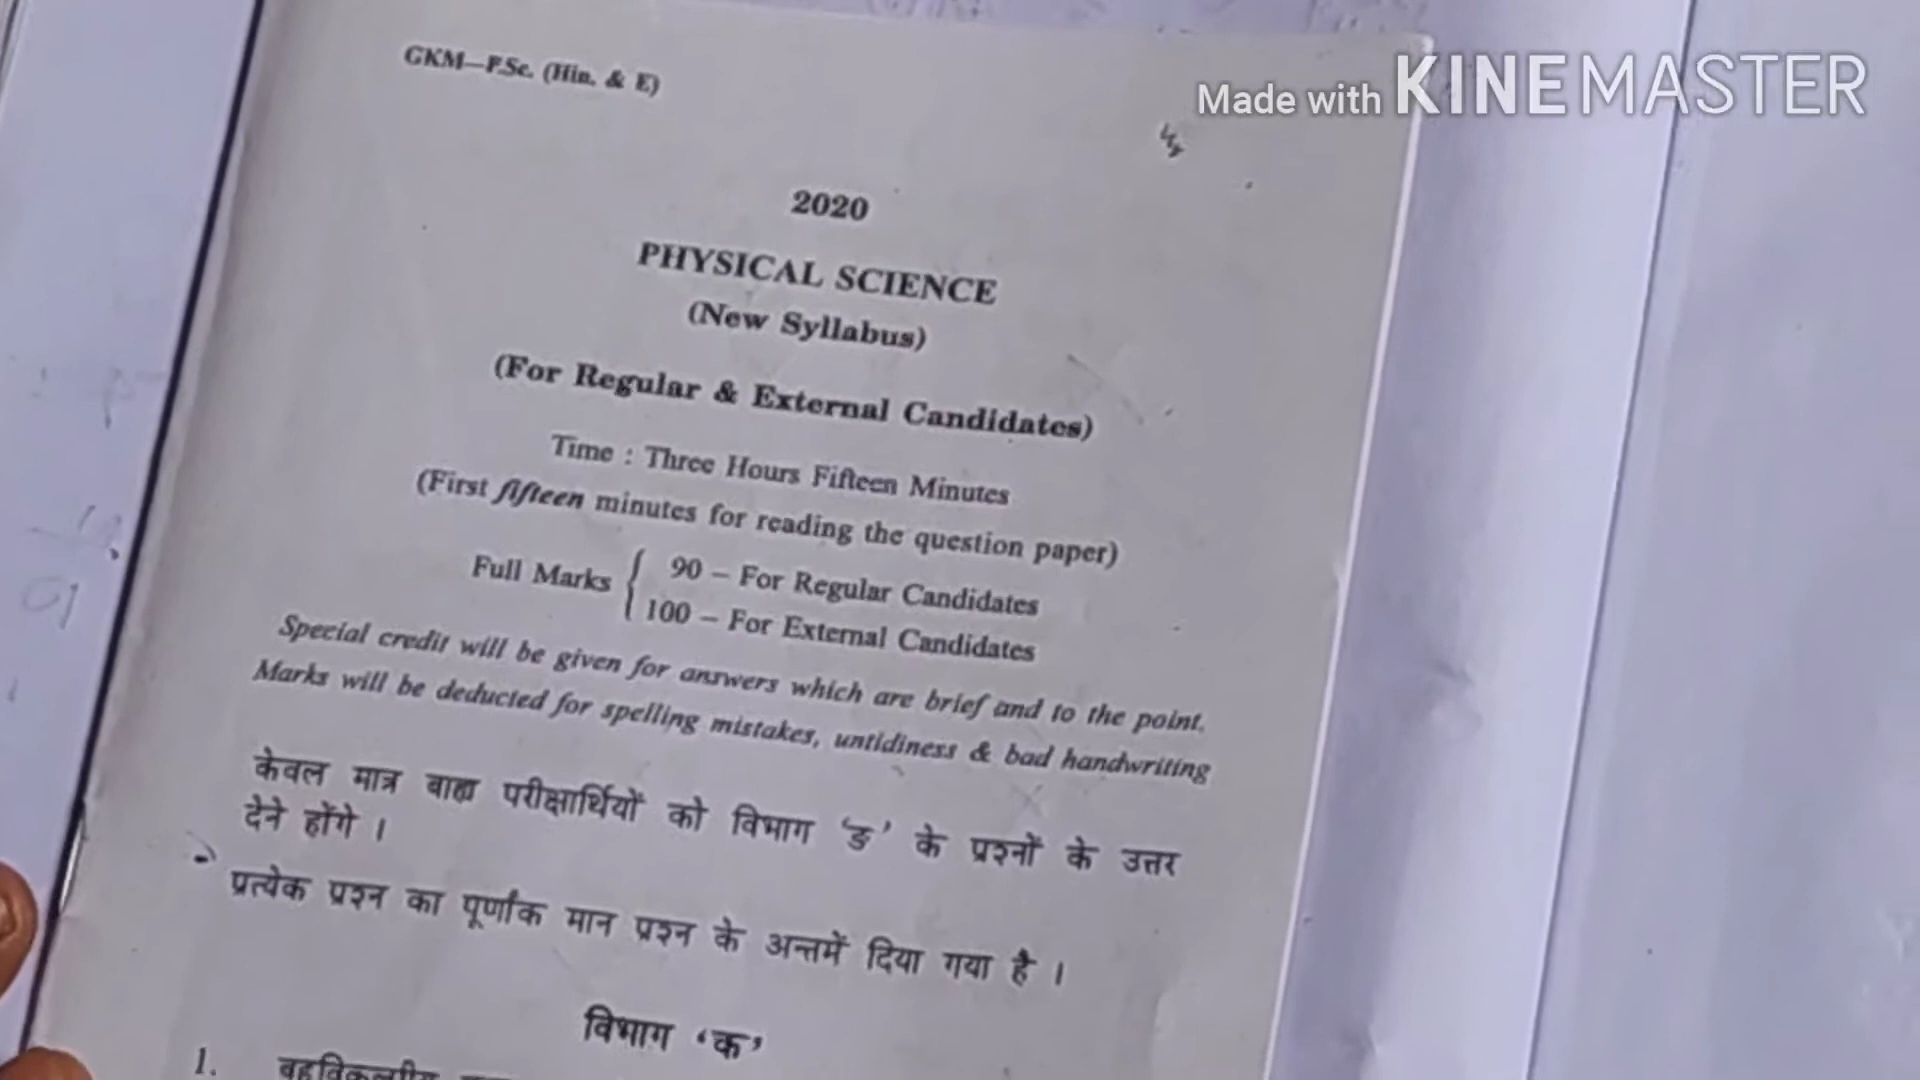 GKM—P.Sc. (Hin. & E)
Made with KINEMASTER
2020
PHYSICAL SCIENCE
(New Syllabus)
(For Regular & External Candidates)
Time : Three Hours Fifteen Minutes
(First fifteen minutes for reading the question paper)
Full Marks { 90 – For Regular Candidates
100 – For External Candidates
Special credit will be given for answers which are brief and to the point.
Marks will be deducted for spelling mistakes, untidiness & bad handwriting
केवल मात्र बाह्य परीक्षार्थियों को विभाग ‘ङ’ के प्रश्नों के उत्तर
देने होंगे ।
प्रत्येक प्रश्न का पूर्णांक मान प्रश्न के अन्तमें दिया गया है ।
विभाग ‘क’
1.